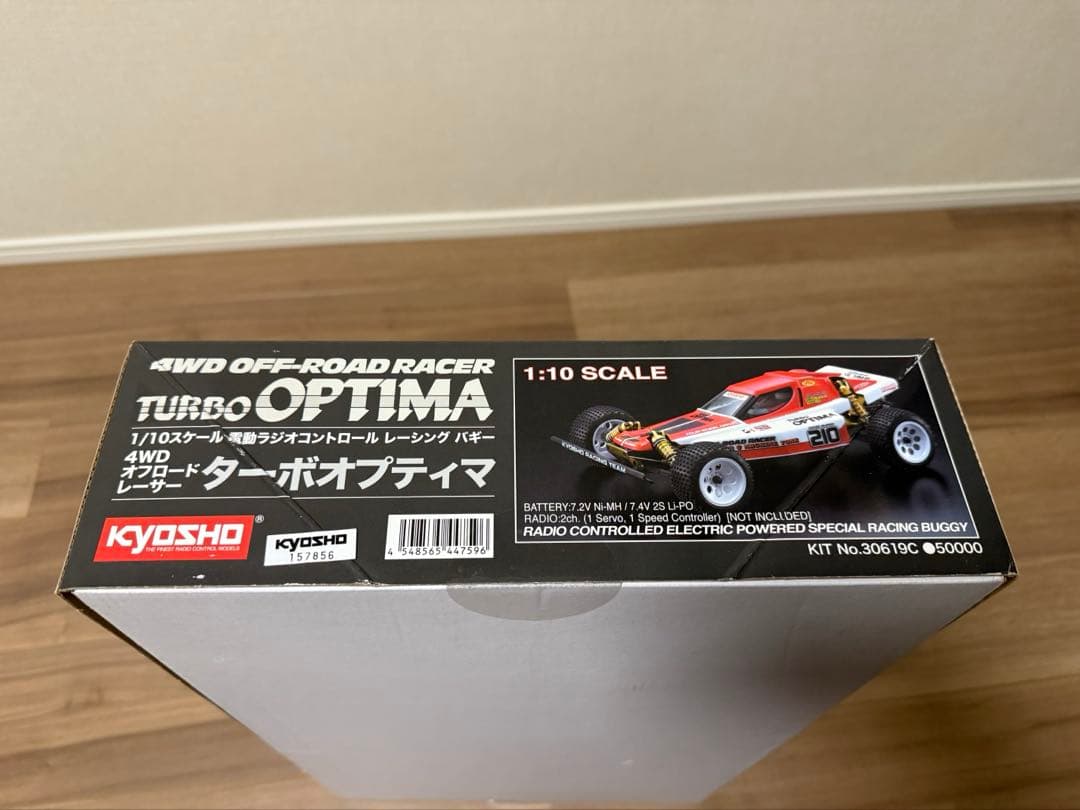 4WD OFF-ROAD RACER
TURBO OPTIMA
1/10スケール 電動ラジオコントロール レーシング バギー
4WD
オフロード
レーサー ターボオプティマ
KYOSHO®
THE FINEST RADIO CONTROL MODELS
KYOSHO
157856
4 548565 447596
1:10 SCALE
TURBO OPTIMA
210
KYOSHO RACING TEAM
BATTERY:7.2V Ni-MH / 7.4V 2S Li-PO
RADIO:2ch. (1 Servo, 1 Speed Controller) [NOT INCLUDED]
RADIO CONTROLLED ELECTRIC POWERED SPECIAL RACING BUGGY
KIT No.30619C ●50000